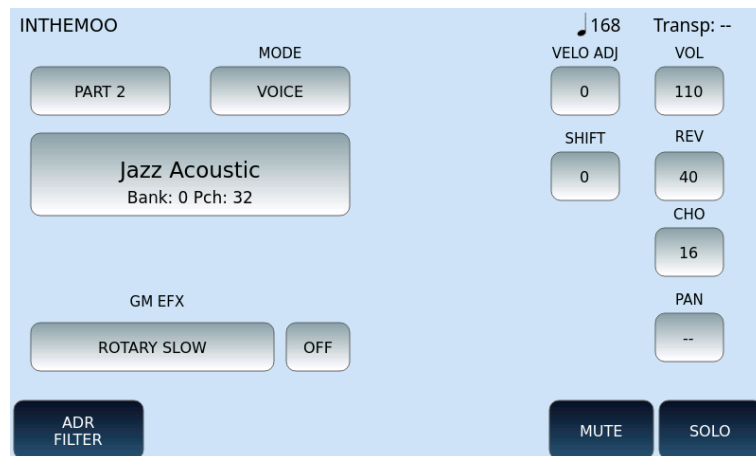 INTHEMOO
♩168
Transp: --
MODE
VELO ADJ
VOL
PART 2
VOICE
0
110
SHIFT
REV
Jazz Acoustic
Bank: 0 Pch: 32
0
40
CHO
16
GM EFX
PAN
ROTARY SLOW
OFF
--
ADR
FILTER
MUTE
SOLO